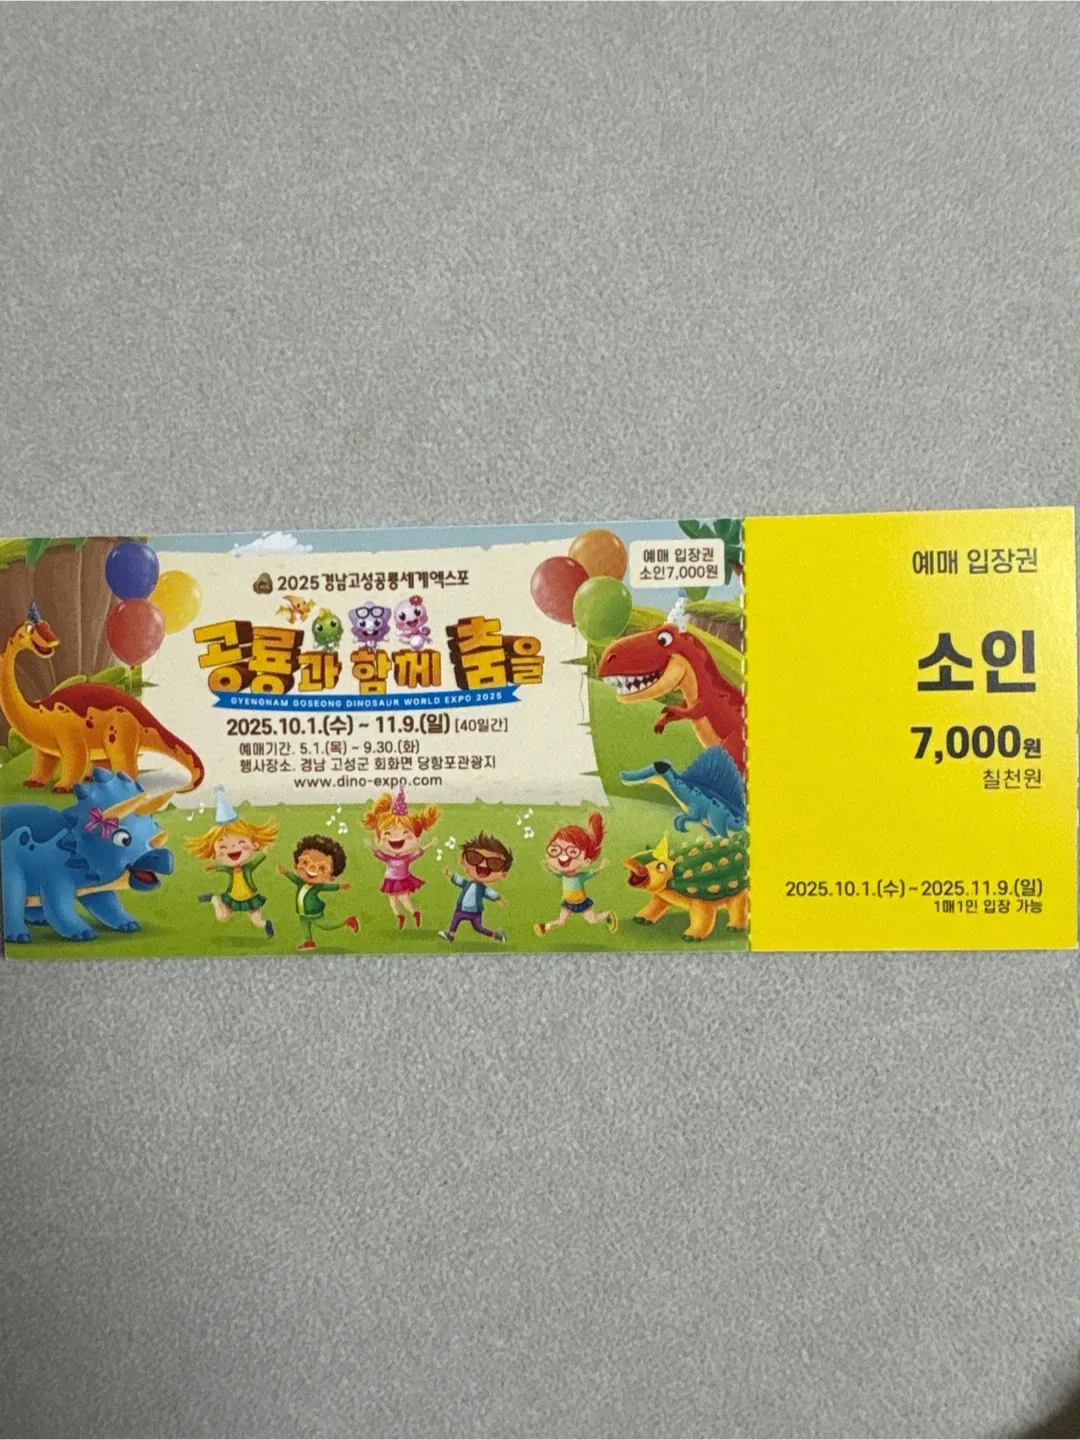 2025경남고성공룡세계엑스포
공룡과 함께 춤을
GYENGNAM GOSEONG DINOSAUR WORLD EXPO 2025
2025.10.1.(수) ~ 11.9.(일) [40일간]
예매기간. 5.1.(목) ~ 9.30.(화)
행사장소. 경남 고성군 회화면 당항포관광지
www.dino-expo.com
예매 입장권
소인7,000원
예매 입장권
소인
7,000원
칠천원
2025.10.1.(수) ~ 2025.11.9.(일)
1매1인 입장 가능